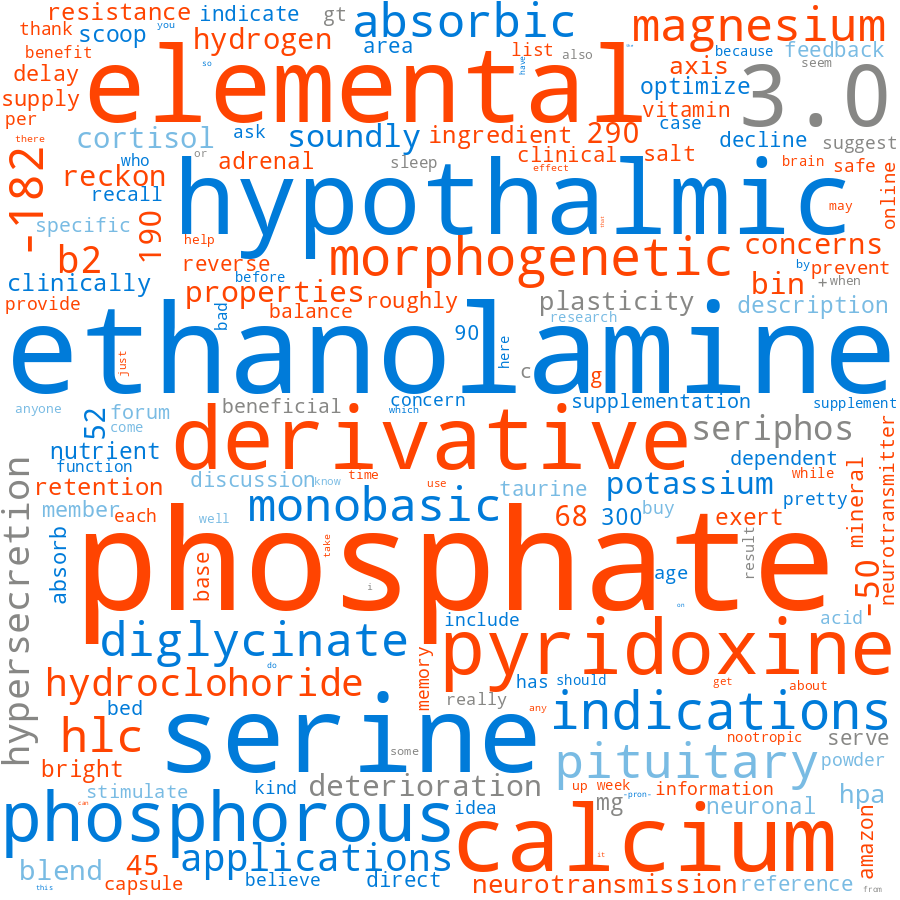 resistance indicate gt absorbic magnesium
thank scoop you
hydrogen area list also because feedback
benefit
elemental
delay so have axis seem
supply optimize 3.0
per cortisol ask soundly ingredient 290 vitamin case
there decline suggest
who or adrenal sleep clinical salt brain safe
-182 reckon effect
recall hypothalmic online
specific 190 that may
b2 help morphogenetic concerns
clinically reverse before by prevent
properties roughly plasticity bin + when
provide balance bad research description
ethanolamine
90 here
just c g
anyone forum beneficial concern supplementation supplement
52 come which
derivative seriphos
nutrient
function dependent neurotransmitter
retention discussion know time while
monobasic use taurine potassium mineral
member each well 68 300 buy pretty
exert
hypersecretion phosphate
absorb base take result
i age -50
on
diglycinate include acid
pyridoxine
do
hydroclohoride memory has should get about
bed really any
serine indications
hlc nootropic serve
some pituitary powder
bright
stimulate kind deterioration up week information
can -pron- mg neuronal hpa
phosphorous idea
calcium amazon
applications it
blend 45
capsule believe direct neurotransmission reference
this from